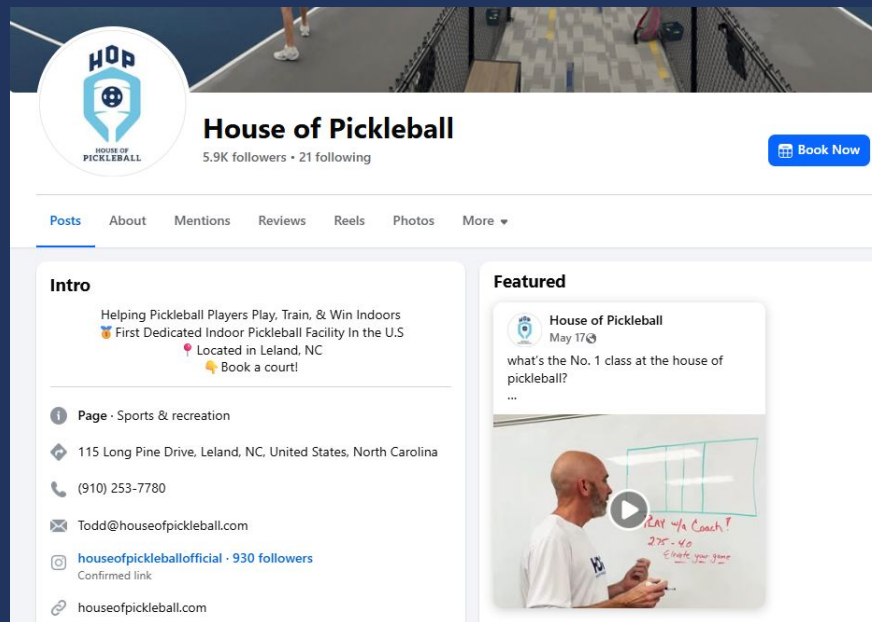 HOP
HOUSE OF
PICKLEBALL
House of Pickleball
5.9K followers • 21 following
Book Now
Posts About Mentions Reviews Reels Photos More
Intro
Helping Pickleball Players Play, Train, & Win Indoors
🏅 First Dedicated Indoor Pickleball Facility In the U.S
📍 Located in Leland, NC
👇 Book a court!
Page · Sports & recreation
115 Long Pine Drive, Leland, NC, United States, North Carolina
(910) 253-7780
Todd@houseofpickleball.com
houseofpickleballofficial · 930 followers
Confirmed link
houseofpickleball.com
Featured
House of Pickleball
May 17
what's the No. 1 class at the house of
pickleball?
...
PLAY w/a Coach!
275-40
Elevate your game
HOP